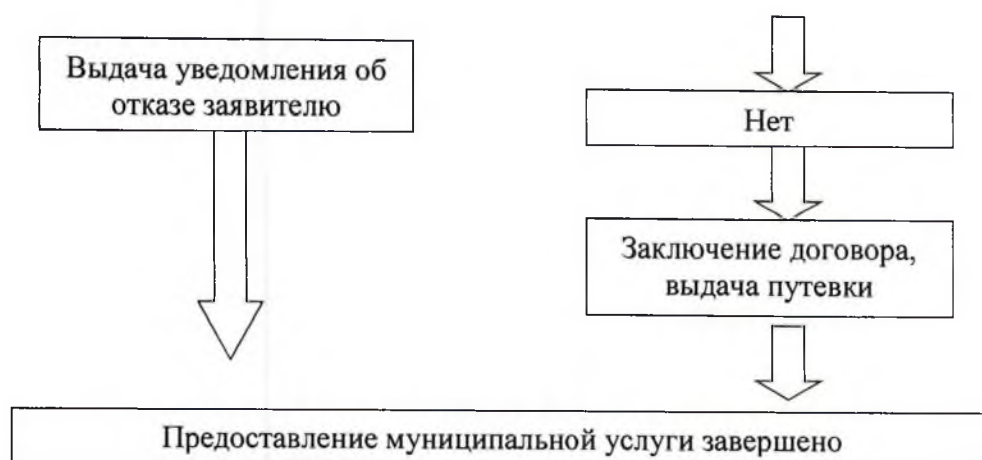 Выдача уведомления об
отказе заявителю
Нет
Заключение договора,
выдача путевки
Предоставление муниципальной услуги завершено